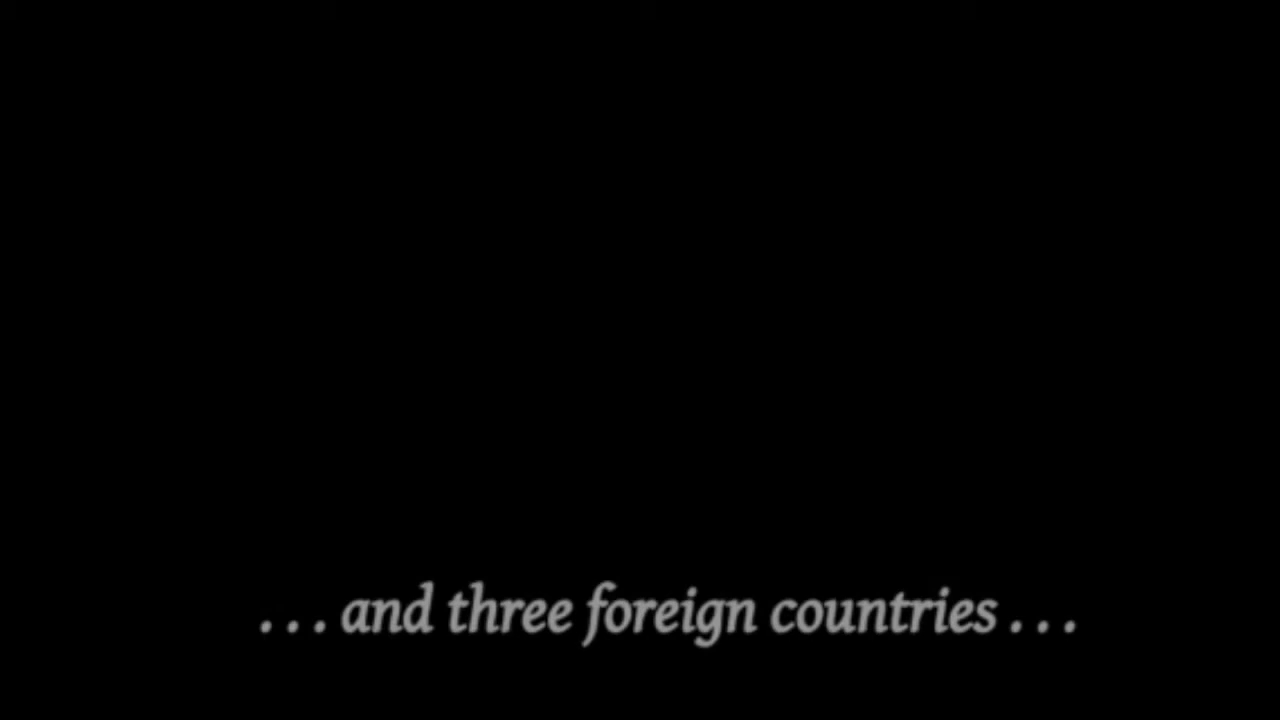 . . . and three foreign countries . . .